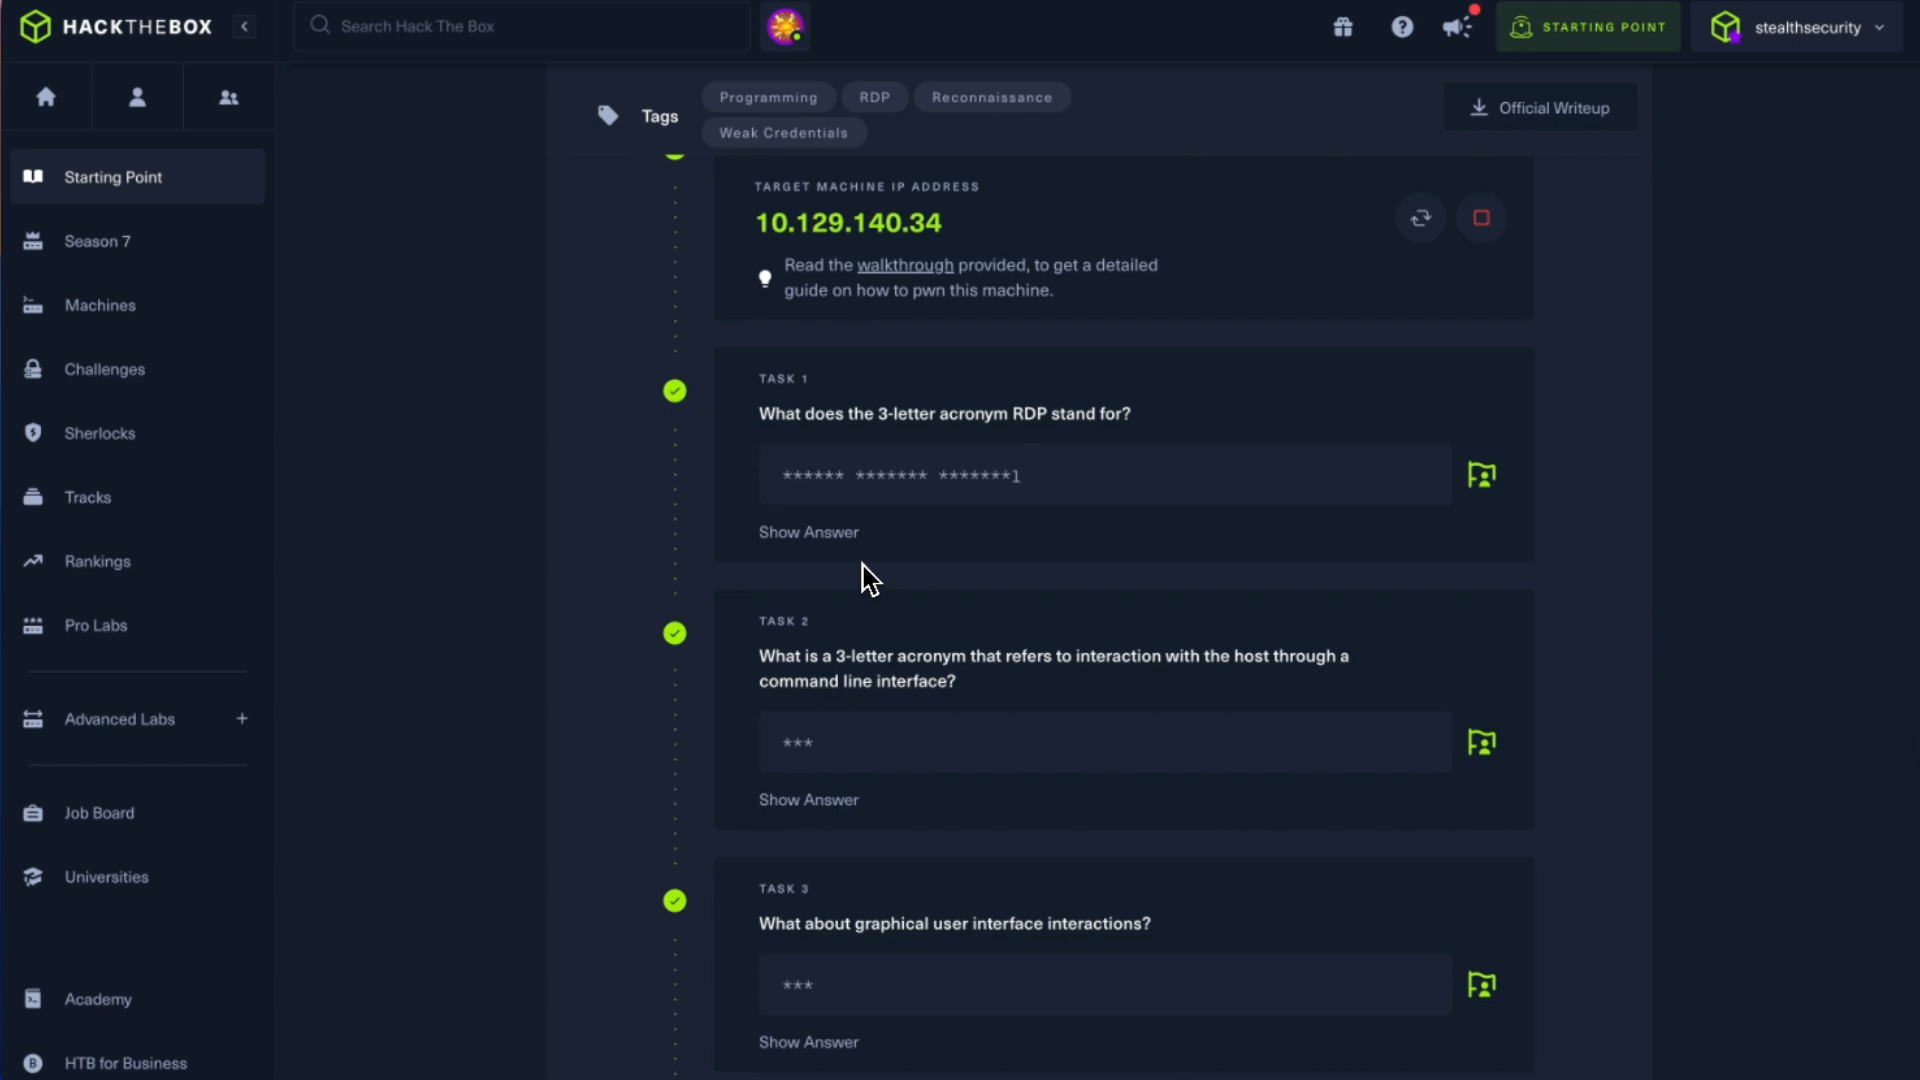 HACKTHEBOX
Search Hack The Box
STARTING POINT
stealthsecurity
Starting Point
Season 7
Machines
Challenges
Sherlocks
Tracks
Rankings
Pro Labs
Advanced Labs +
Job Board
Universities
Academy
HTB for Business
Tags
Programming
RDP
Reconnaissance
Weak Credentials
Official Writeup
TARGET MACHINE IP ADDRESS
10.129.140.34
Read the walkthrough provided, to get a detailed
guide on how to pwn this machine.
TASK 1
What does the 3-letter acronym RDP stand for?
****** ******* *******l
Show Answer
TASK 2
What is a 3-letter acronym that refers to interaction with the host through a
command line interface?
***
Show Answer
TASK 3
What about graphical user interface interactions?
***
Show Answer